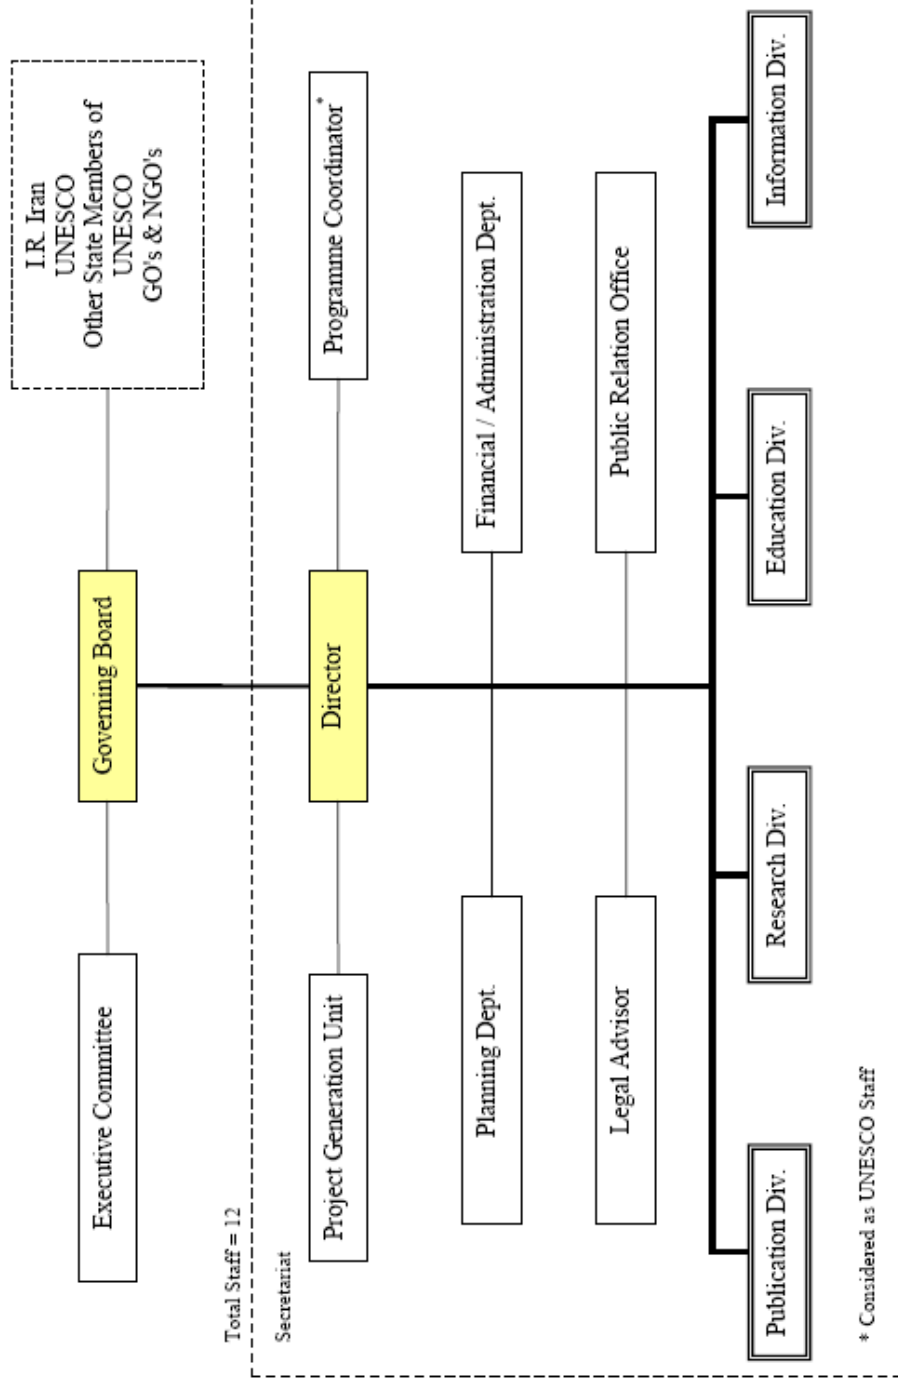 I.R. Iran
UNESCO
Other State Members of
UNESCO
GO's & NGO's
Executive Committee
Governing Board
Total Staff = 12
Secretariat
Project Generation Unit
Director
Programme Coordinator*
Planning Dept.
Financial / Administration Dept.
Legal Advisor
Public Relation Office
Publication Div.
Research Div.
Education Div.
Information Div.
* Considered as UNESCO Staff